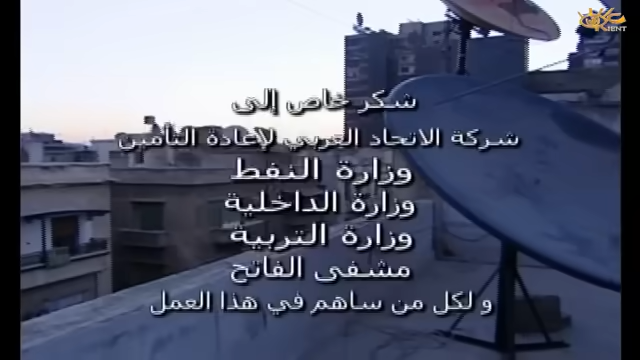 شكر خاص إلى
شركة الاتحاد العربي لإعادة التأمين
وزارة النفط
وزارة الداخلية
وزارة التربية
مشفى الفاتح
و لكل من ساهم في هذا العمل